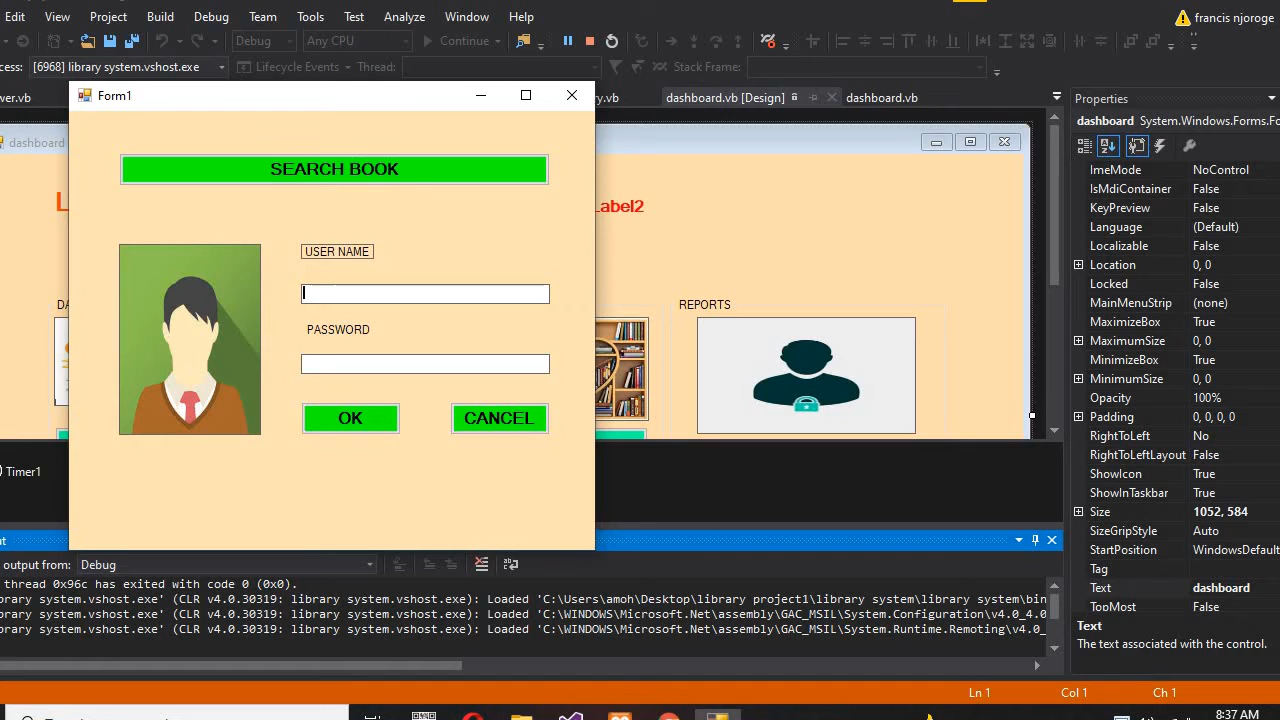 Edit View Project Build Debug Team Tools Test Analyze Window Help francis njoroge
Debug Any CPU Continue
cess: [6968] library system.vshost.exe Lifecycle Events Thread: Stack Frame:
wer.vb Form1 ry.vb dashboard.vb [Design] dashboard.vb Properties
dashboard System.Windows.Forms.Fo
dashboard
SEARCH BOOK
L Label2
USER NAME
PASSWORD
OK CANCEL
DA REPORTS
Timer1
ImeMode NoControl
IsMdiContainer False
KeyPreview False
Language (Default)
Localizable False
Location 0, 0
Locked False
MainMenuStrip (none)
MaximizeBox True
MaximumSize 0, 0
MinimizeBox True
MinimumSize 0, 0
Opacity 100%
Padding 0, 0, 0, 0
RightToLeft No
RightToLeftLayout False
ShowIcon True
ShowInTaskbar True
Size 1052, 584
SizeGripStyle Auto
StartPosition WindowsDefault
Tag
Text dashboard
TopMost False
Text
The text associated with the control.
ut
output from: Debug
thread 0x96c has exited with code 0 (0x0).
brary system.vshost.exe' (CLR v4.0.30319: library system.vshost.exe): Loaded 'C:\Users\amoh\Desktop\library project1\library system\library system\bin
brary system.vshost.exe' (CLR v4.0.30319: library system.vshost.exe): Loaded 'C:\WINDOWS\Microsoft.Net\assembly\GAC_MSIL\System.Configuration\v4.0_4.0
brary system.vshost.exe' (CLR v4.0.30319: library system.vshost.exe): Loaded 'C:\WINDOWS\Microsoft.Net\assembly\GAC_MSIL\System.Runtime.Remoting\v4.0_
Ln 1 Col 1 Ch 1
8:37 AM